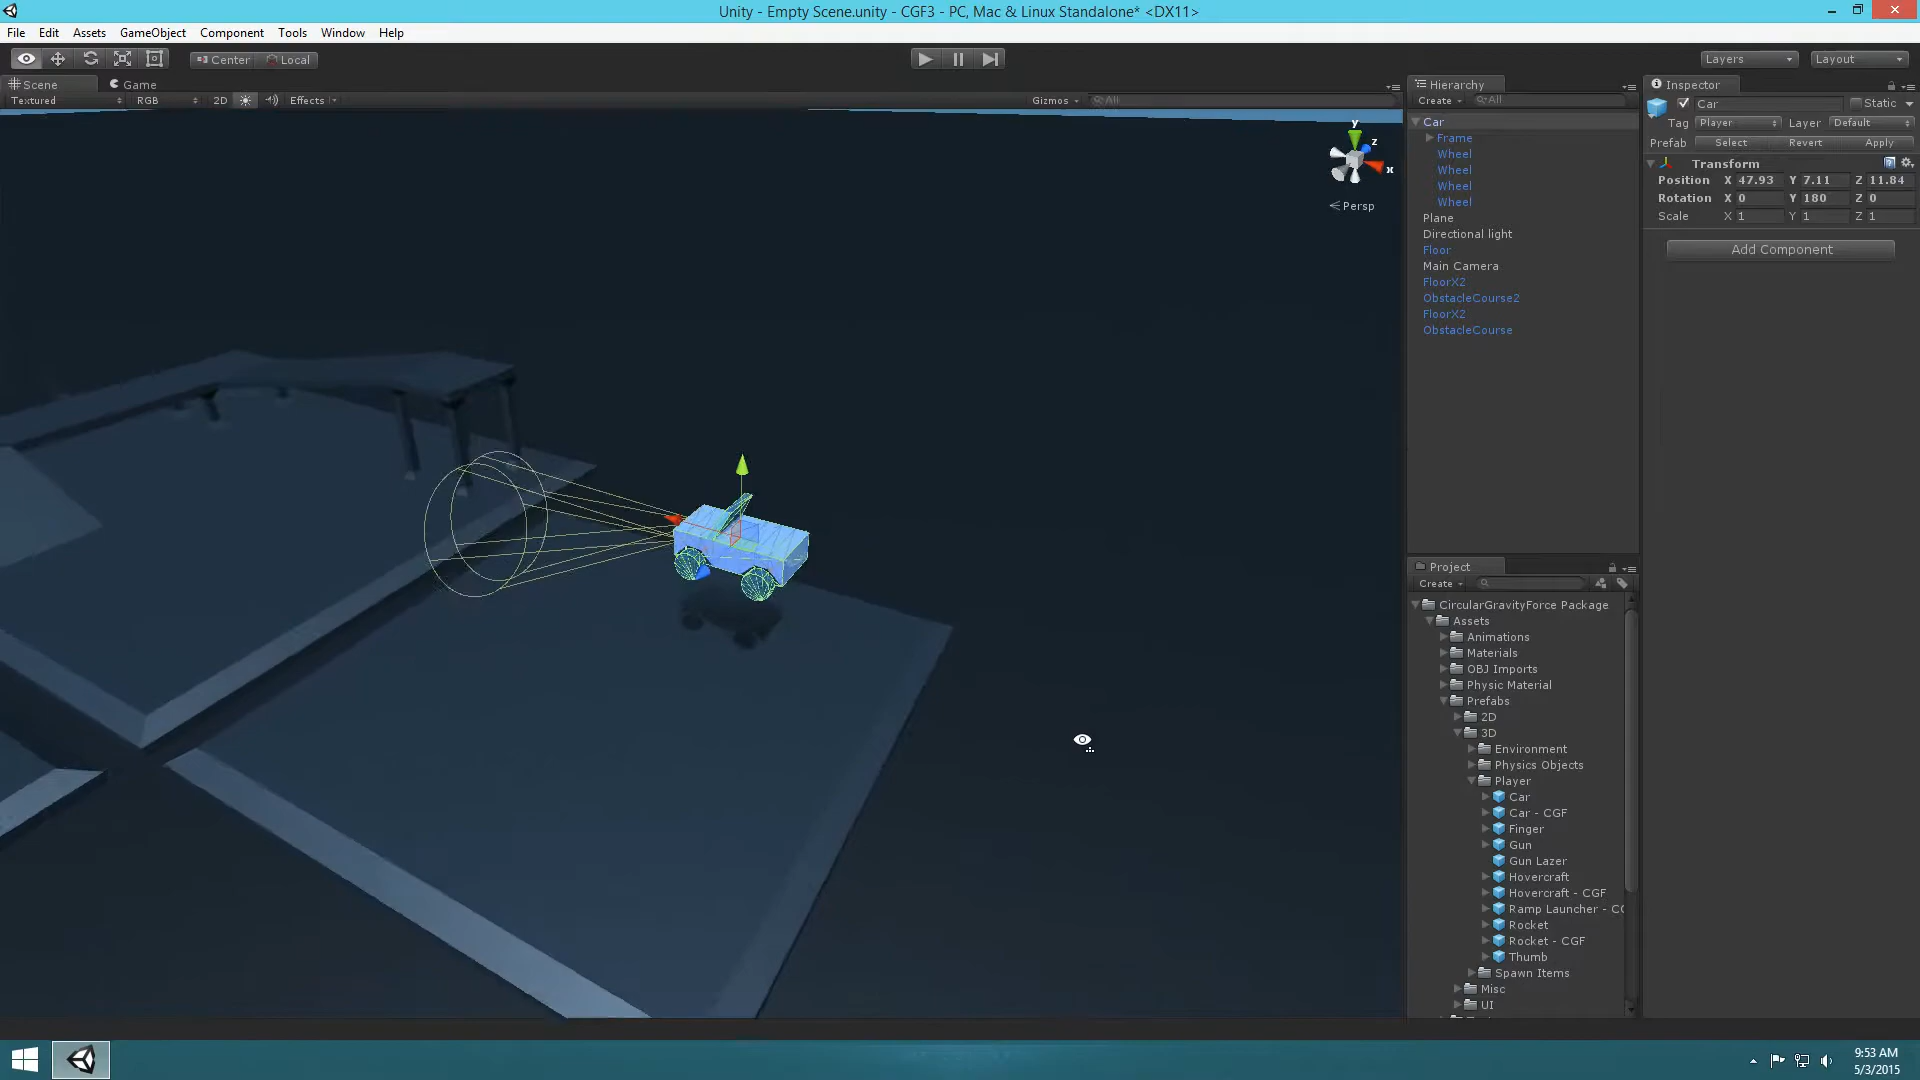 Unity - Empty Scene.unity - CGF3 - PC, Mac & Linux Standalone* <DX11>
File Edit Assets GameObject Component Tools Window Help
Center Local Layers Layout
Scene Game
Textured RGB 2D Effects Gizmos All
y
z
x
Persp
Hierarchy
Create All
Car
Frame
Wheel
Wheel
Wheel
Wheel
Plane
Directional light
Floor
Main Camera
FloorX2
ObstacleCourse2
FloorX2
ObstacleCourse
Inspector
Car Static
Tag Player Layer Default
Prefab Select Revert Apply
Transform
Position X 47.93 Y 7.11 Z 11.84
Rotation X 0 Y 180 Z 0
Scale X 1 Y 1 Z 1
Add Component
Project
Create
CircularGravityForce Package
Assets
Animations
Materials
OBJ Imports
Physic Material
Prefabs
2D
3D
Environment
Physics Objects
Player
Car
Car - CGF
Finger
Gun
Gun Lazer
Hovercraft
Hovercraft - CGF
Ramp Launcher - CG
Rocket
Rocket - CGF
Thumb
Spawn Items
Misc
UI
9:53 AM
5/3/2015